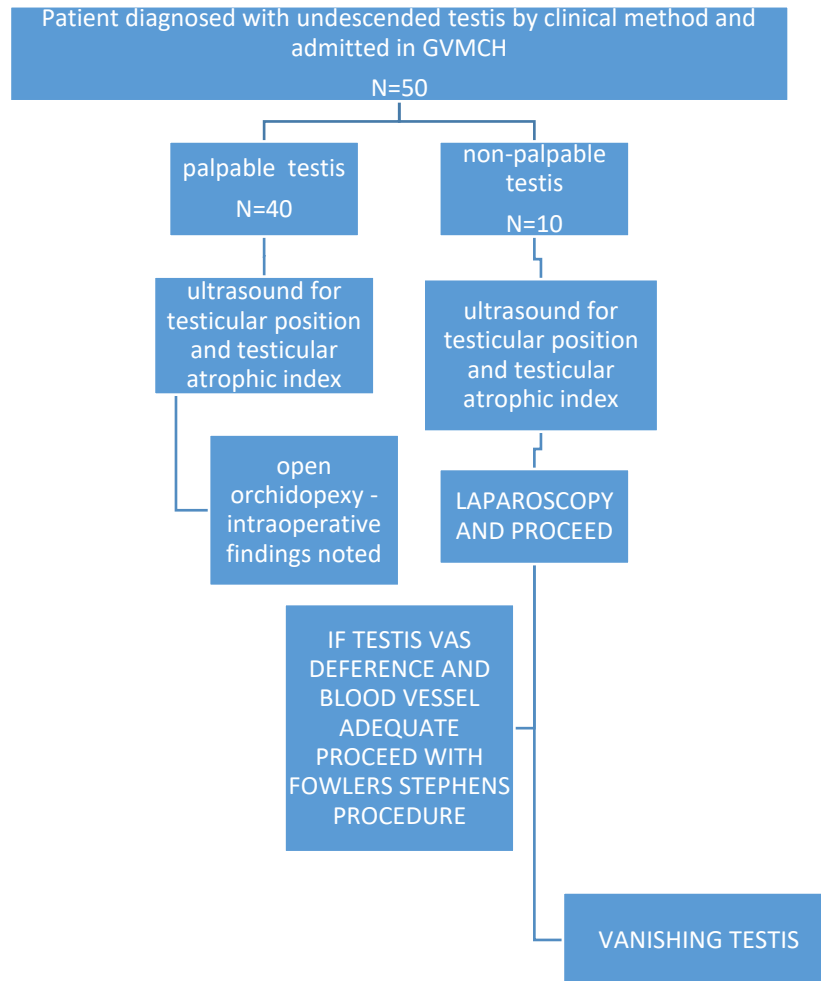 Patient diagnosed with undescended testis by clinical method and
admitted in GVMCH
N=50
palpable testis
N=40
non-palpable
testis
N=10
ultrasound for
testicular position
and testicular
atrophic index
ultrasound for
testicular position
and testicular
atrophic index
open
orchidopexy -
intraoperative
findings noted
LAPAROSCOPY
AND PROCEED
IF TESTIS VAS
DEFERENCE AND
BLOOD VESSEL
ADEQUATE
PROCEED WITH
FOWLERS STEPHENS
PROCEDURE
VANISHING TESTIS